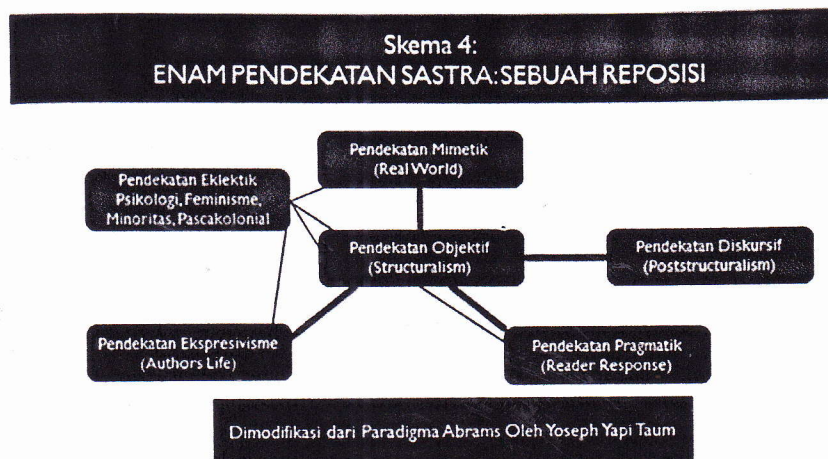 Skema 4:
ENAM PENDEKATAN SASTRA: SEBUAH REPOSISI
Pendekatan Mimetik
(Real World)
Pendekatan Eklektik
Psikologi, Feminisme,
Minoritas, Pascakolonial
Pendekatan Objektif
(Structuralism)
Pendekatan Diskursif
(Poststructuralism)
Pendekatan Ekspresivisme
(Authors Life)
Pendekatan Pragmatik
(Reader Response)
Dimodifikasi dari Paradigma Abrams Oleh Yoseph Yapi Taum